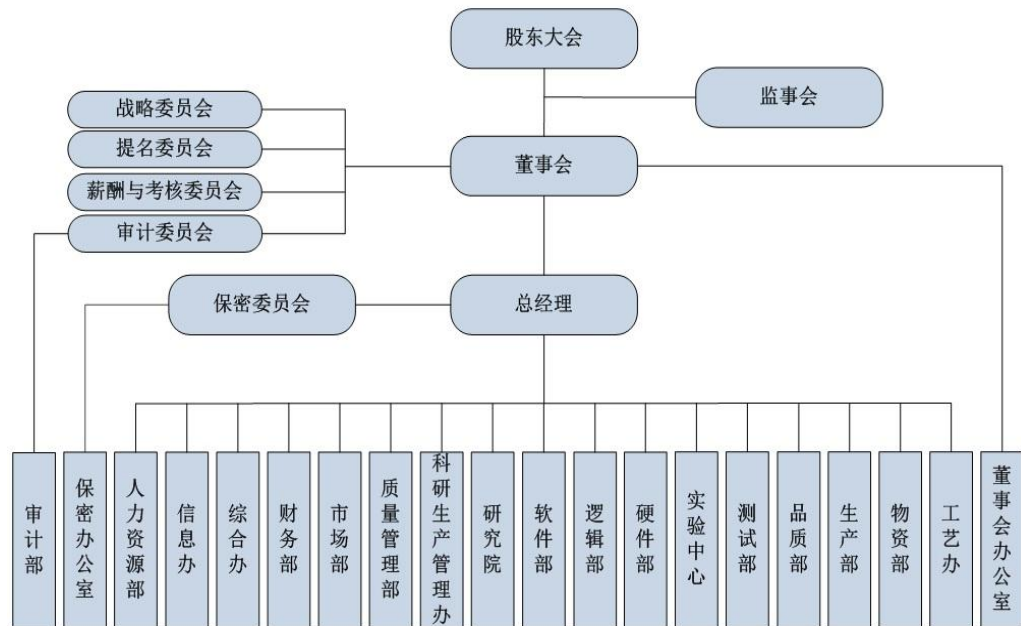 股东大会
监事会
战略委员会
提名委员会
董事会
薪酬与考核委员会
审计委员会
保密委员会
总经理
审计部
保密办公室
人力资源部
信息办
综合办
财务部
市场部
质量管理部
科研生产管理办
研究院
软件部
逻辑部
硬件部
实验中心
测试部
品质部
生产部
物资部
工艺办
董事会办公室